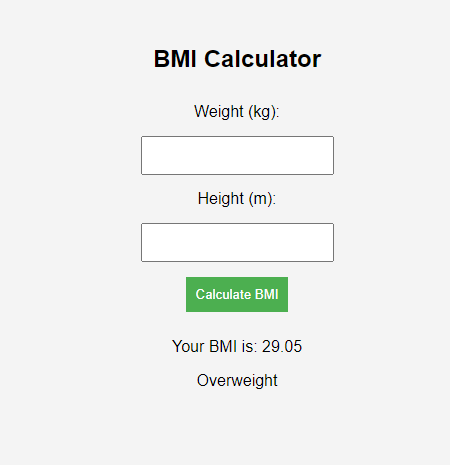 BMI Calculator
Weight (kg):
Height (m):
Calculate BMI
Your BMI is: 29.05
Overweight